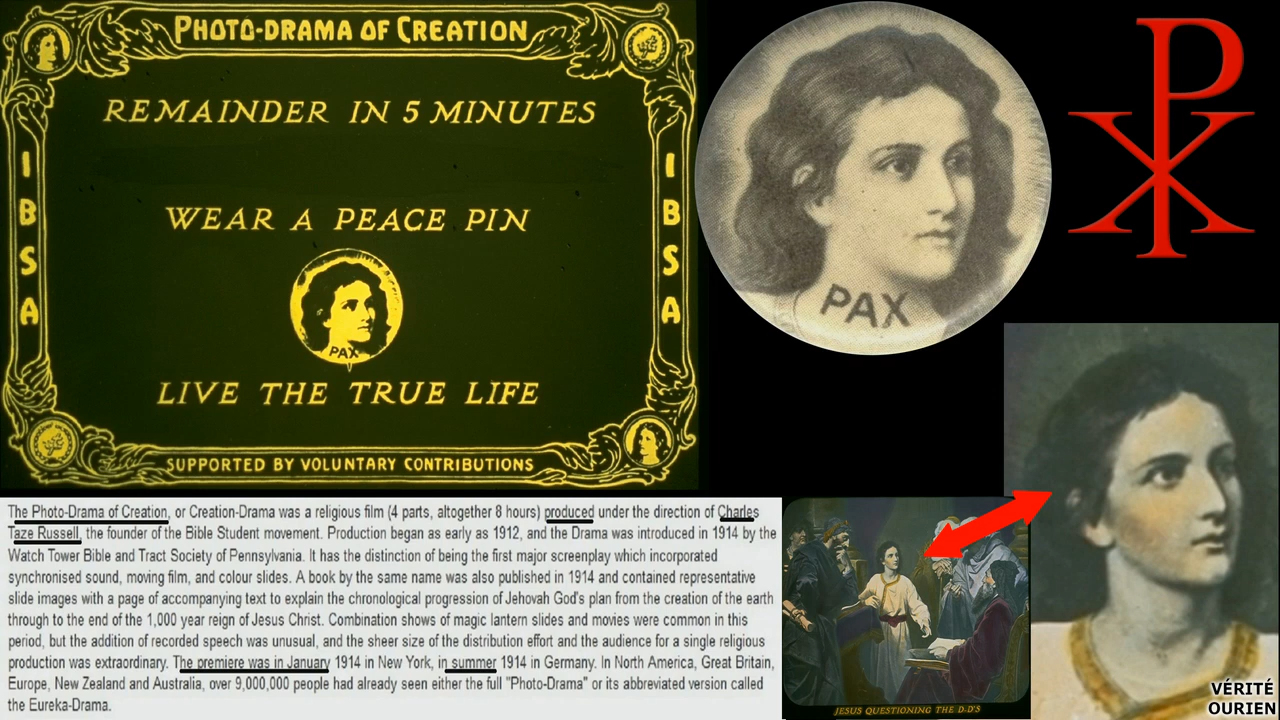 PHOTO-DRAMA OF CREATION
REMAINDER IN 5 MINUTES
WEAR A PEACE PIN
PAX
LIVE THE TRUE LIFE
SUPPORTED BY VOLUNTARY CONTRIBUTIONS
IBSA
IBSA
PAX
The Photo-Drama of Creation, or Creation-Drama was a religious film (4 parts, altogether 8 hours) produced under the direction of Charles
Taze Russell, the founder of the Bible Student movement. Production began as early as 1912, and the Drama was introduced in 1914 by the
Watch Tower Bible and Tract Society of Pennsylvania. It has the distinction of being the first major screenplay which incorporated
synchronised sound, moving film, and colour slides. A book by the same name was also published in 1914 and contained representative
slide images with a page of accompanying text to explain the chronological progression of Jehovah God's plan from the creation of the earth
through to the end of the 1,000 year reign of Jesus Christ. Combination shows of magic lantern slides and movies were common in this
period, but the addition of recorded speech was unusual, and the sheer size of the distribution effort and the audience for a single religious
production was extraordinary. The premiere was in January 1914 in New York, in summer 1914 in Germany. In North America, Great Britain,
Europe, New Zealand and Australia, over 9,000,000 people had already seen either the full "Photo-Drama" or its abbreviated version called
the Eureka-Drama.
JESUS QUESTIONING THE D-D'S
VÉRITÉ
OURIEN